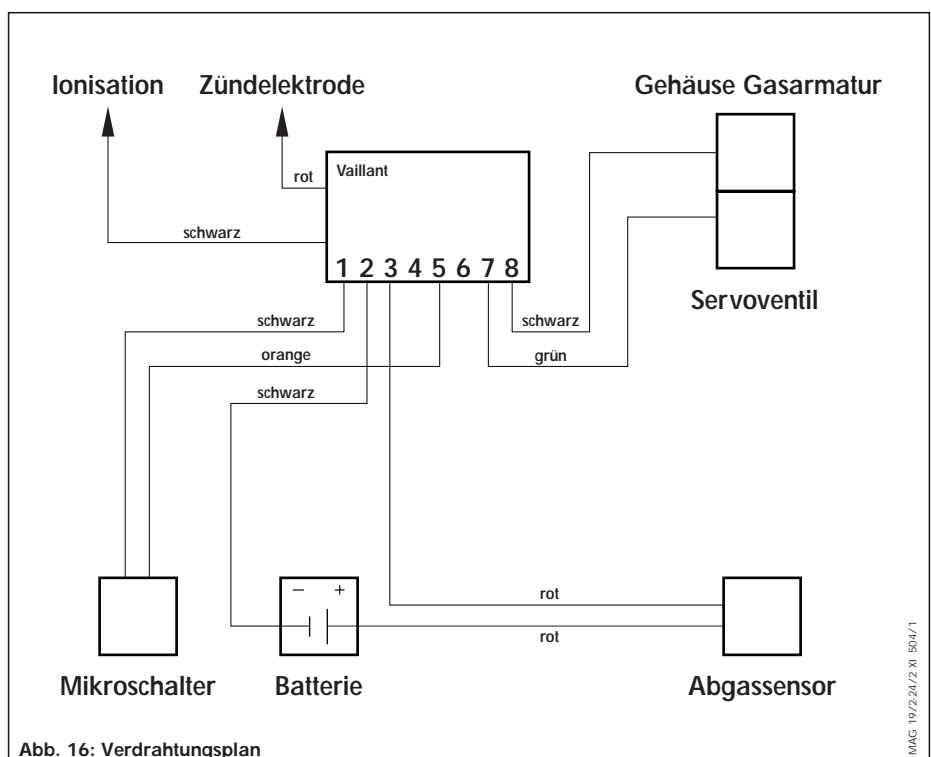 Ionisation
Zündelektrode
Gehäuse Gasarmatur
rot
Vaillant
schwarz
1 2 3 4 5 6 7 8
Servoventil
schwarz
schwarz
orange
grün
schwarz
− +
rot
rot
Mikroschalter
Batterie
Abgassensor
MAG 19/2-24/2 XI 504/1
Abb. 16: Verdrahtungsplan